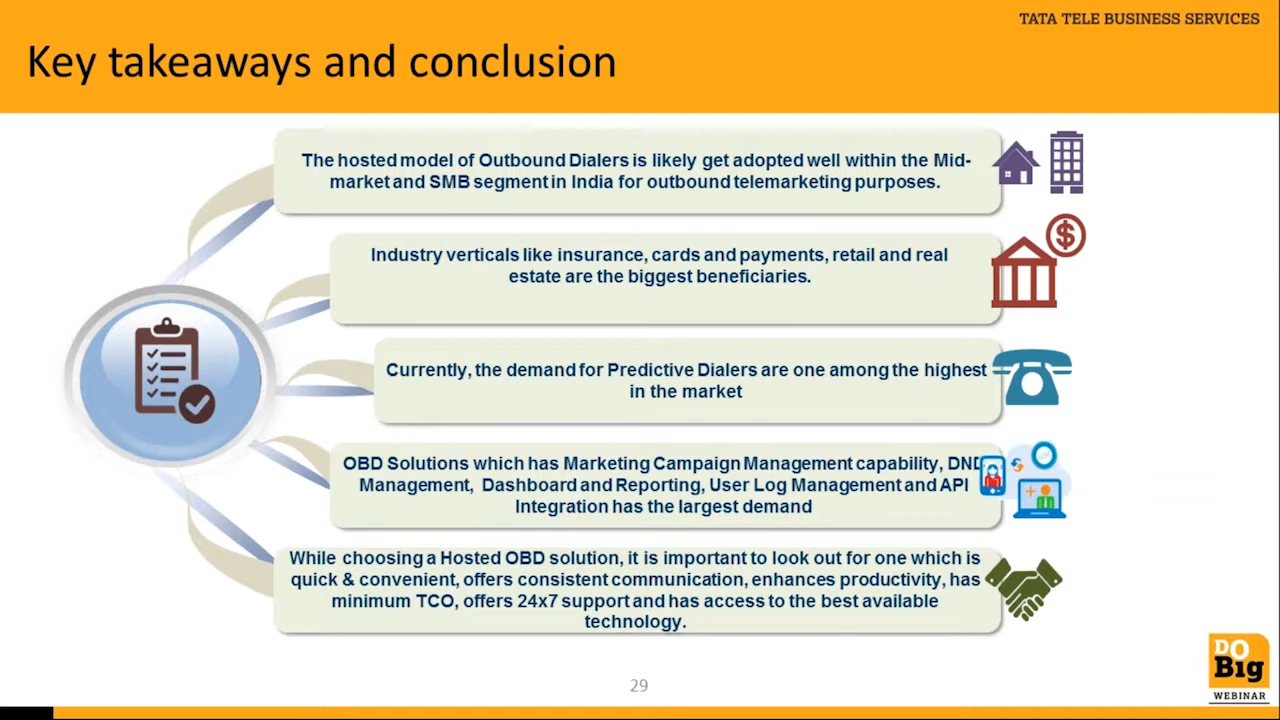 TATA TELE BUSINESS SERVICES
Key takeaways and conclusion
The hosted model of Outbound Dialers is likely get adopted well within the Mid-
market and SMB segment in India for outbound telemarketing purposes.
$
Industry verticals like insurance, cards and payments, retail and real
estate are the biggest beneficiaries.
Currently, the demand for Predictive Dialers are one among the highest
in the market
OBD Solutions which has Marketing Campaign Management capability, DND
Management, Dashboard and Reporting, User Log Management and API
Integration has the largest demand
While choosing a Hosted OBD solution, it is important to look out for one which is
quick & convenient, offers consistent communication, enhances productivity, has
minimum TCO, offers 24x7 support and has access to the best available
technology.
DO
Big
WEBINAR
29